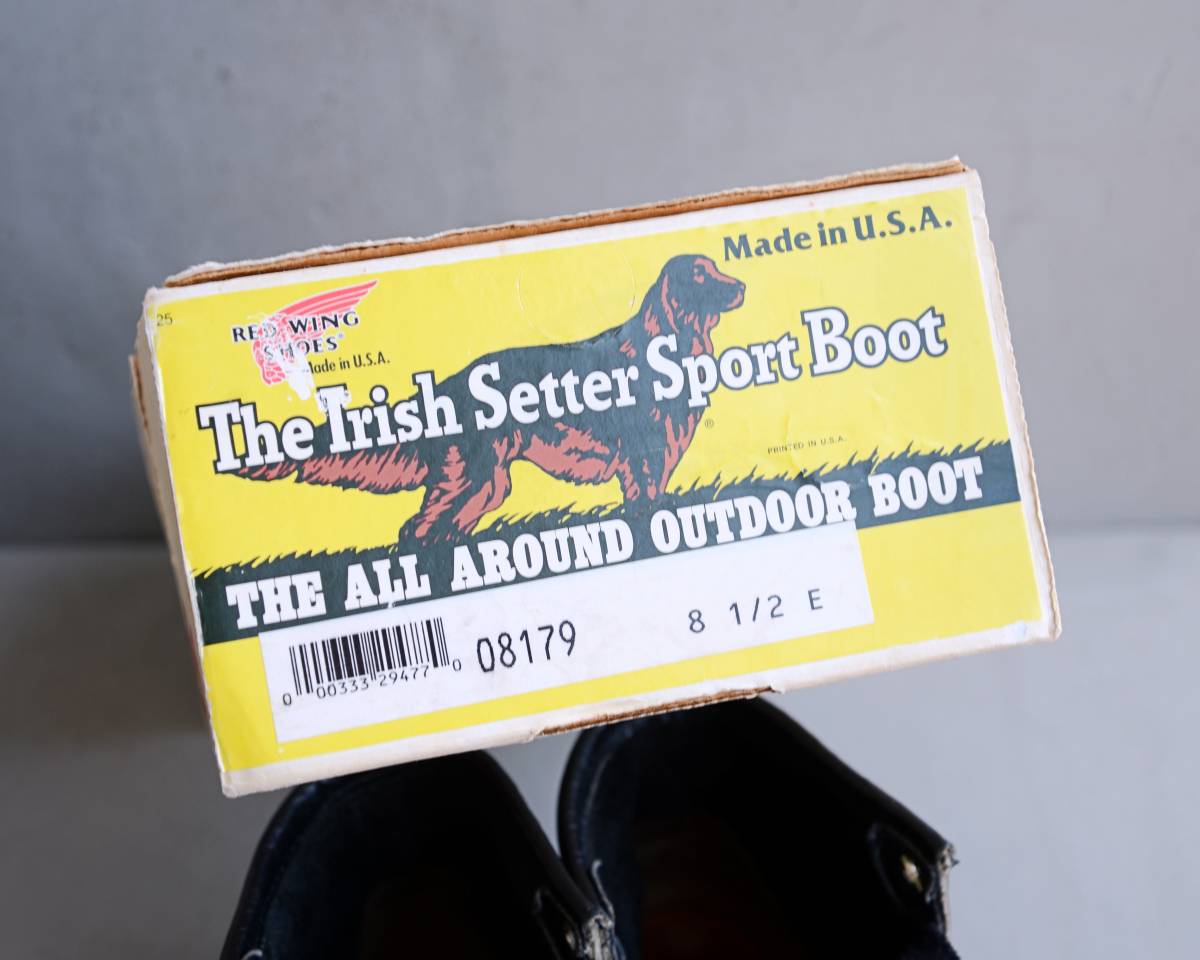 Made in U.S.A.
25
RED WING
SHOES®
Made in U.S.A.
The Irish Setter Sport Boot
®
PRINTED IN U.S.A.
THE ALL AROUND OUTDOOR BOOT
08179 8 1/2 E
0 00333 29477 0